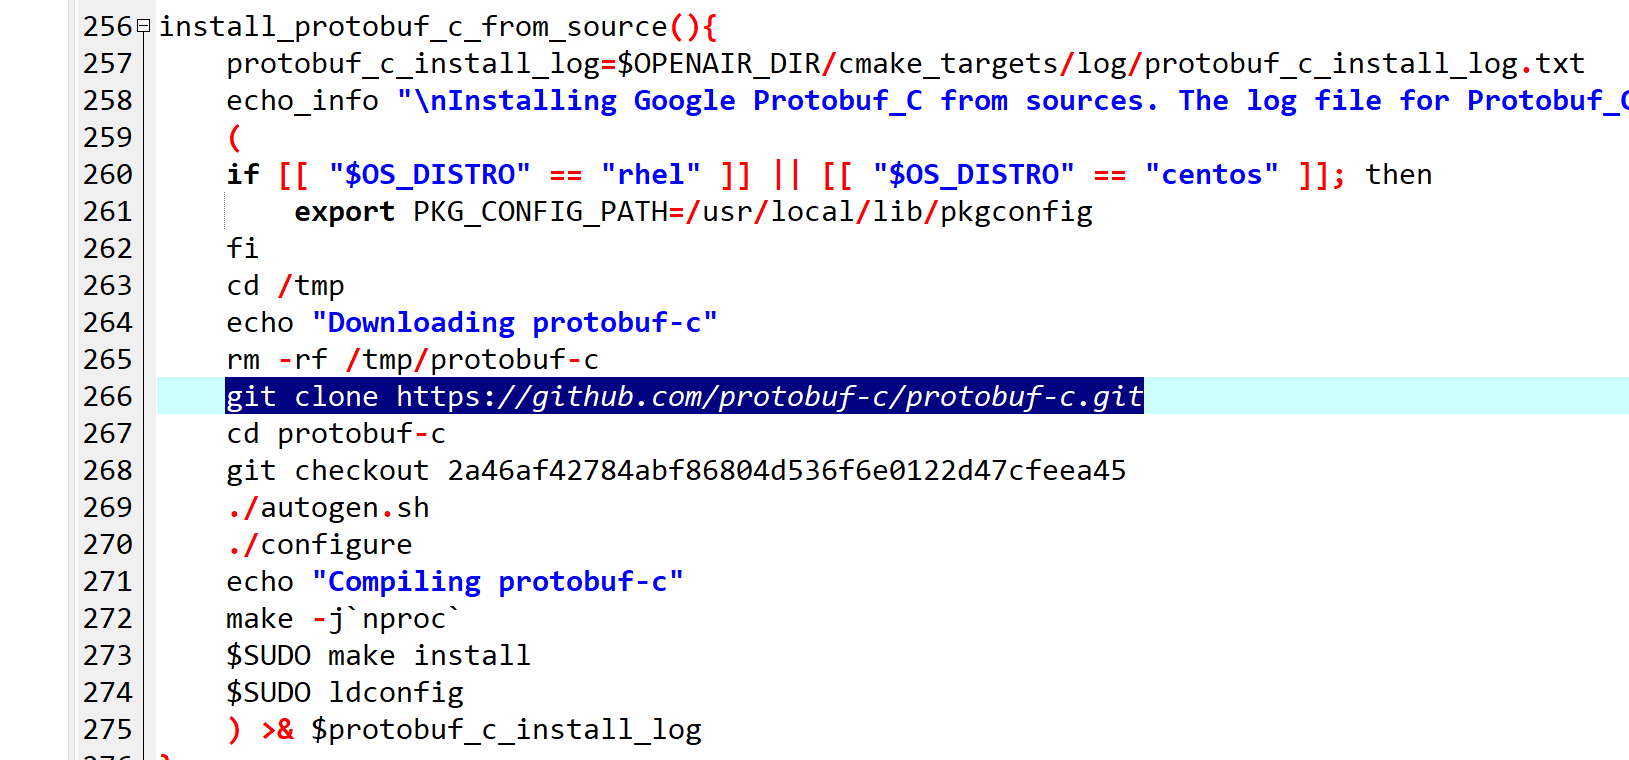 256 install_protobuf_c_from_source(){
257 protobuf_c_install_log=$OPENAIR_DIR/cmake_targets/log/protobuf_c_install_log.txt
258 echo_info "\nInstalling Google Protobuf_C from sources. The log file for Protobuf_C
259 (
260 if [[ "$OS_DISTRO" == "rhel" ]] || [[ "$OS_DISTRO" == "centos" ]]; then
261 export PKG_CONFIG_PATH=/usr/local/lib/pkgconfig
262 fi
263 cd /tmp
264 echo "Downloading protobuf-c"
265 rm -rf /tmp/protobuf-c
266 git clone https://github.com/protobuf-c/protobuf-c.git
267 cd protobuf-c
268 git checkout 2a46af42784abf86804d536f6e0122d47cfeea45
269 ./autogen.sh
270 ./configure
271 echo "Compiling protobuf-c"
272 make -j`nproc`
273 $SUDO make install
274 $SUDO ldconfig
275 ) >& $protobuf_c_install_log